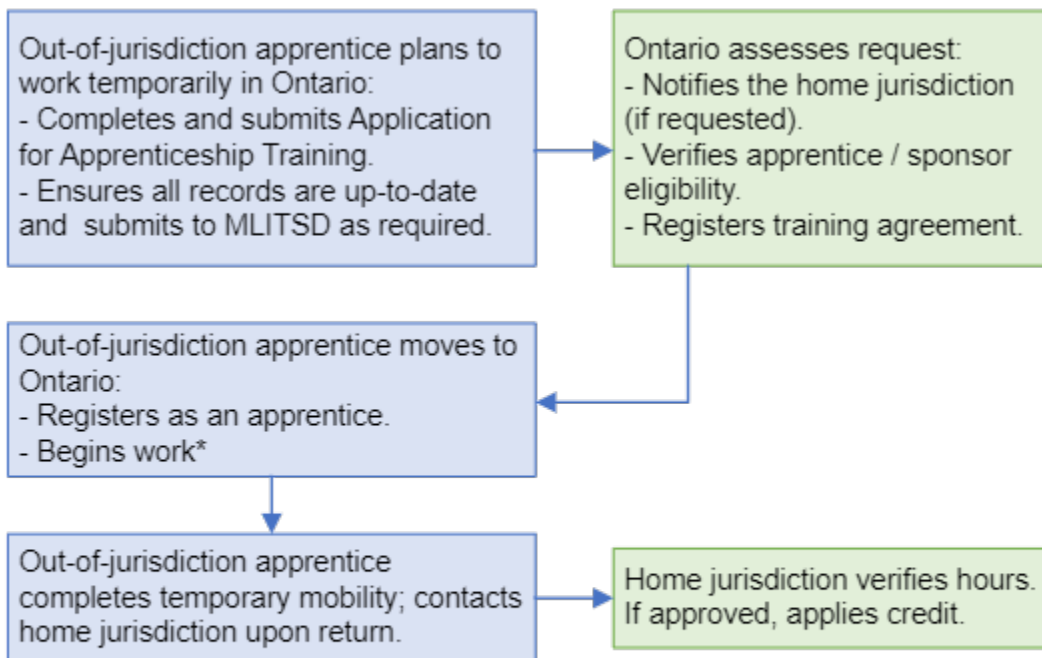 Out-of-jurisdiction apprentice plans to
work temporarily in Ontario:
- Completes and submits Application
for Apprenticeship Training.
- Ensures all records are up-to-date
and  submits to MLITSD as required.
Ontario assesses request:
- Notifies the home jurisdiction
(if requested).
- Verifies apprentice / sponsor
eligibility.
- Registers training agreement.
Out-of-jurisdiction apprentice moves to
Ontario:
- Registers as an apprentice.
- Begins work*
Out-of-jurisdiction apprentice
completes temporary mobility; contacts
home jurisdiction upon return.
Home jurisdiction verifies hours.
If approved, applies credit.